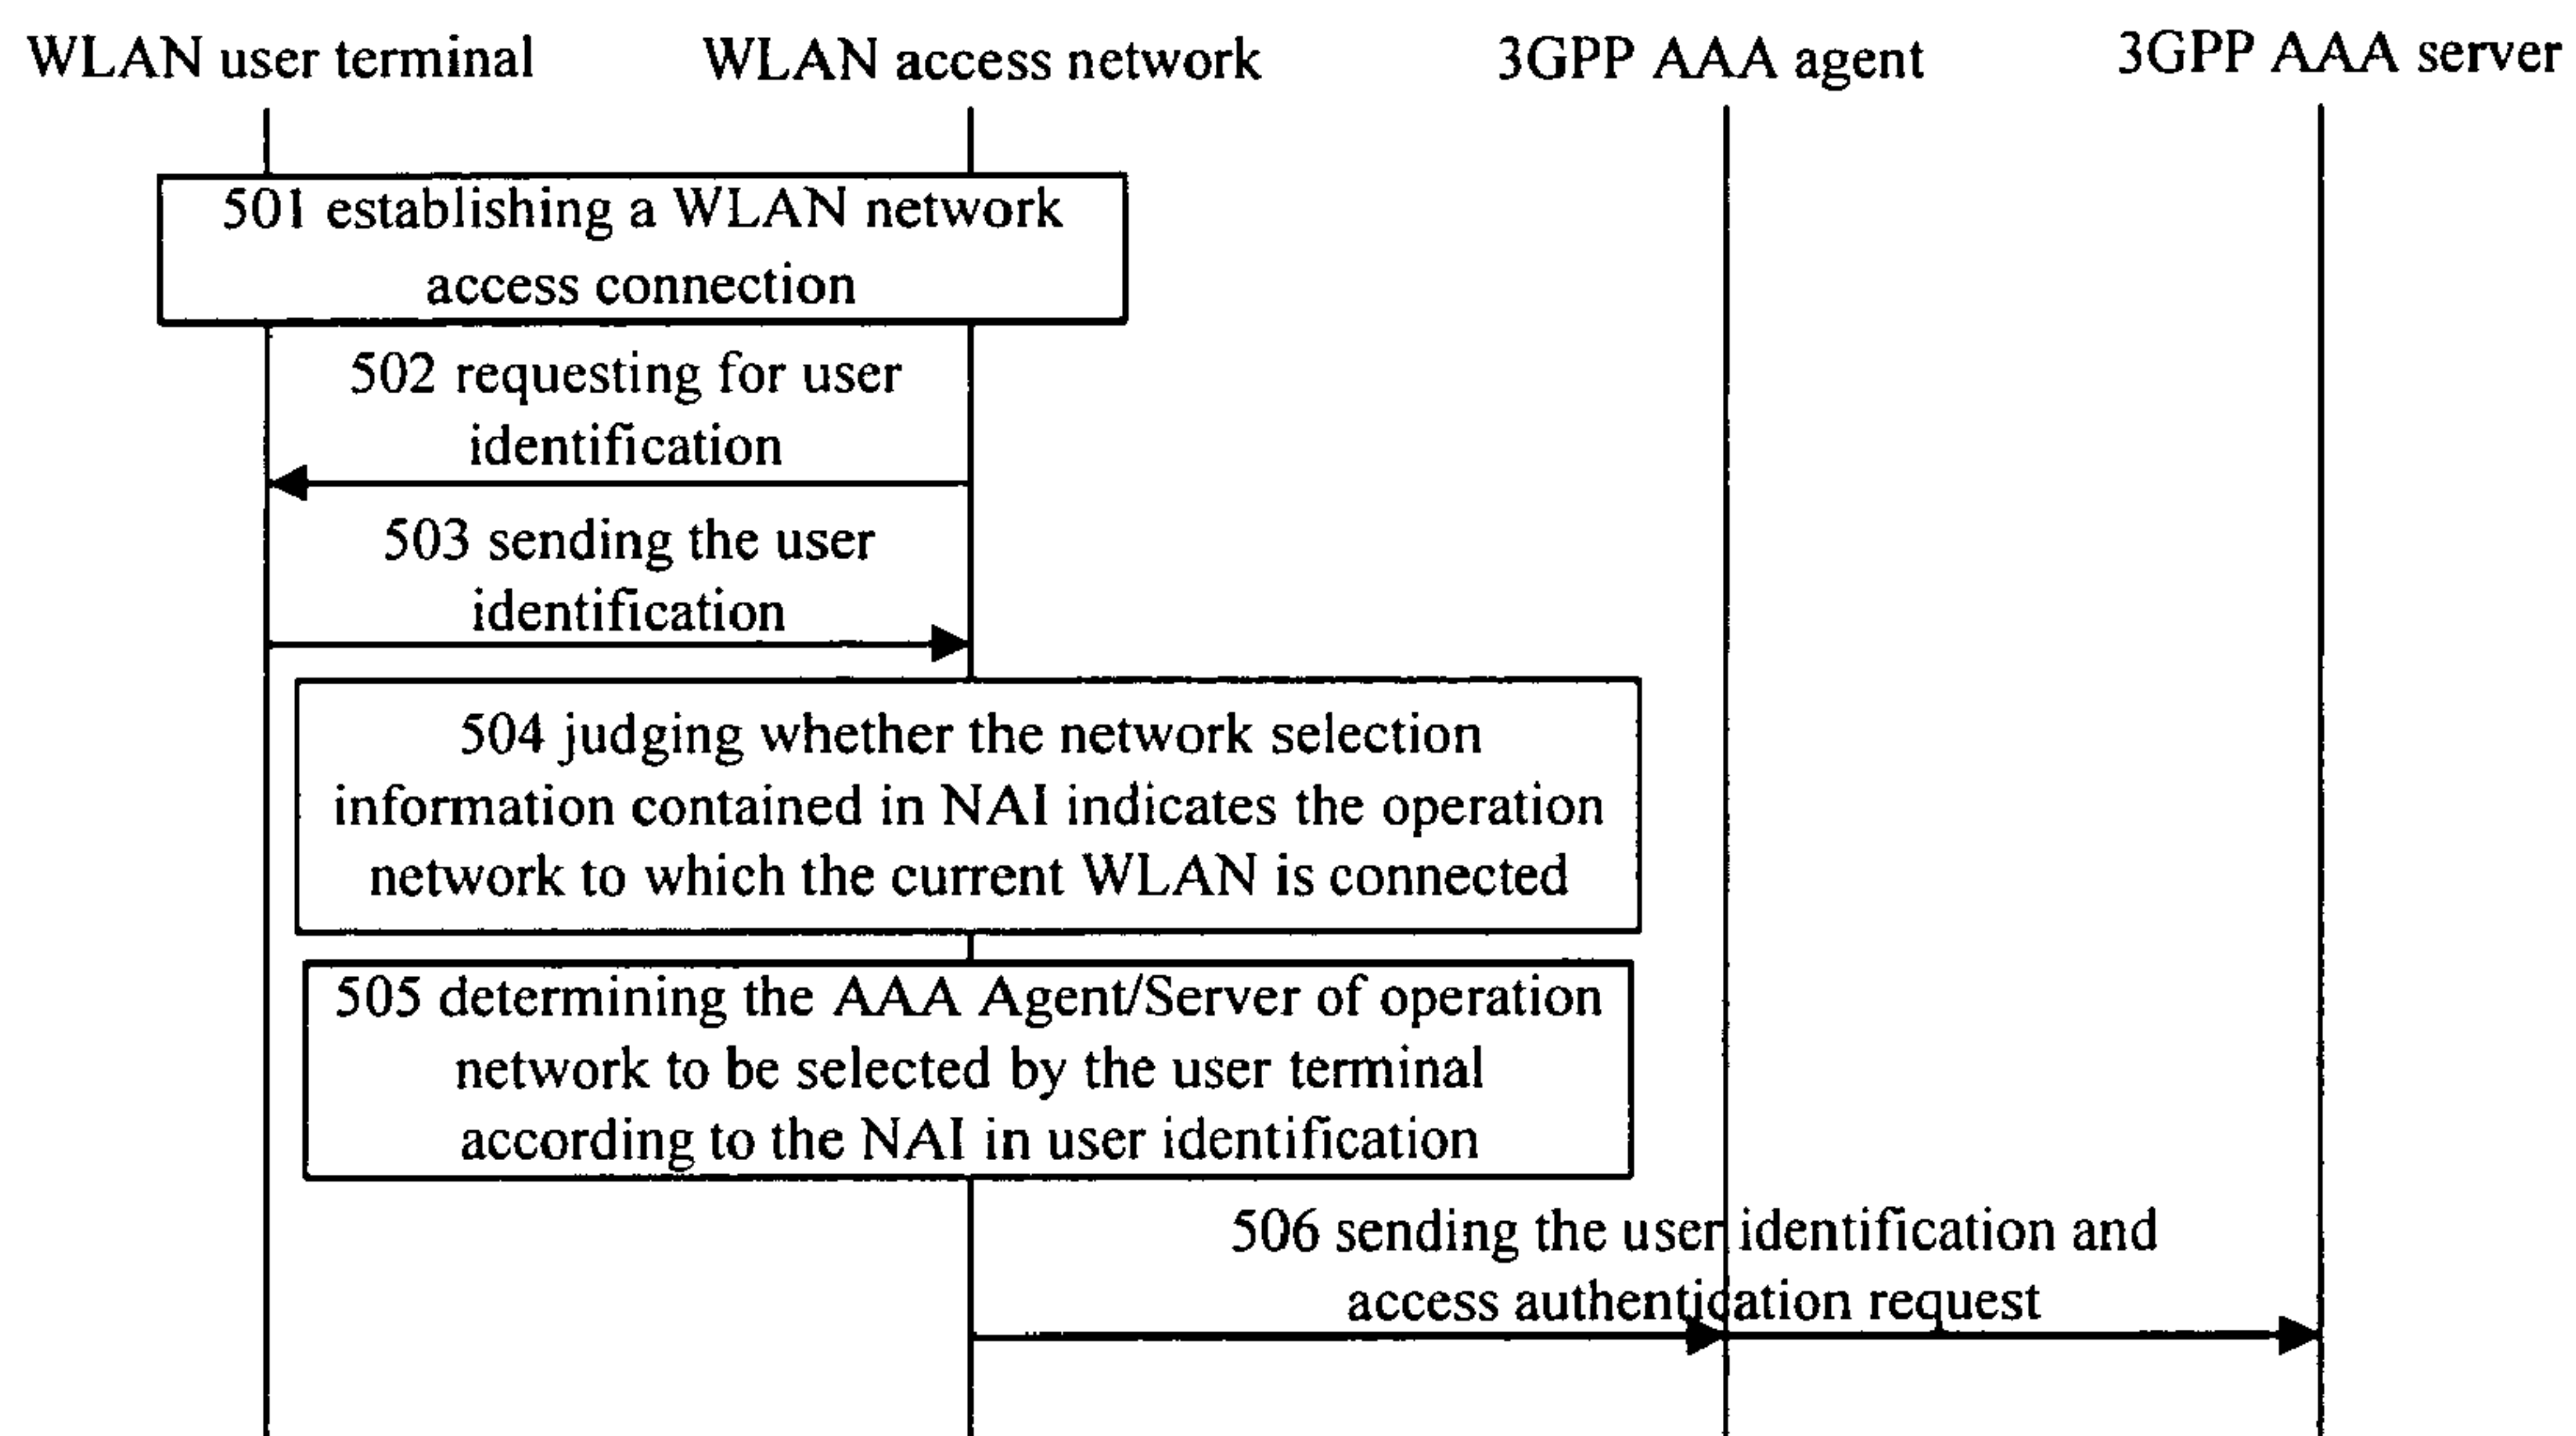 WLAN user terminal
WLAN access network
3GPP AAA agent
3GPP AAA server
501 establishing a WLAN network
access connection
502 requesting for user
identification
503 sending the user
identification
504 judging whether the network selection
information contained in NAI indicates the operation
network to which the current WLAN is connected
505 determining the AAA Agent/Server of operation
network to be selected by the user terminal
according to the NAI in user identification
506 sending the user identification and
access authentication request